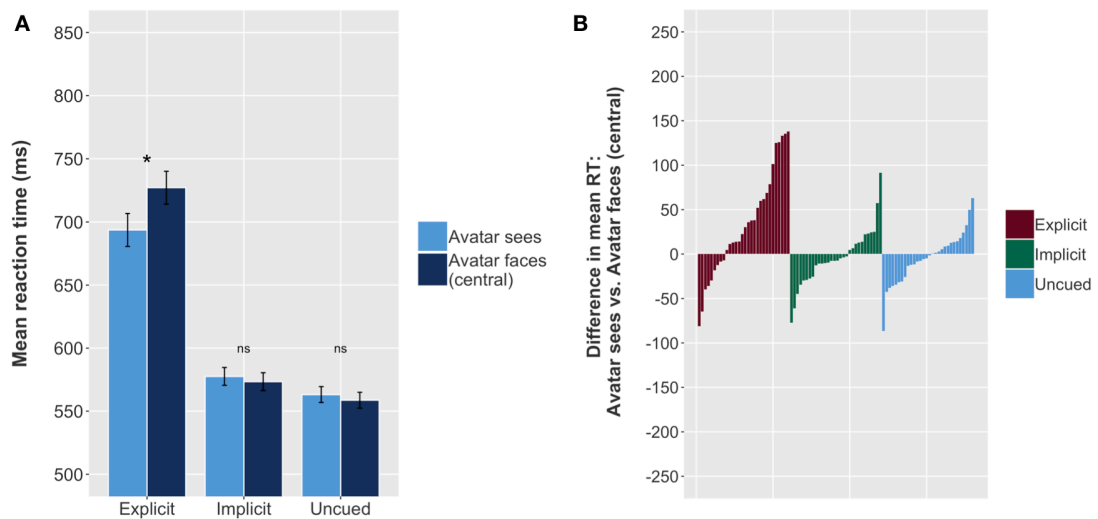 A
Mean reaction time (ms)
850
800
750
700
650
600
550
500
*
ns
ns
Explicit
Implicit
Uncued
Avatar sees
Avatar faces
(central)
B
Difference in mean RT:
Avatar sees vs. Avatar faces (central)
250
200
150
100
50
0
-50
-100
-150
-200
-250
Explicit
Implicit
Uncued